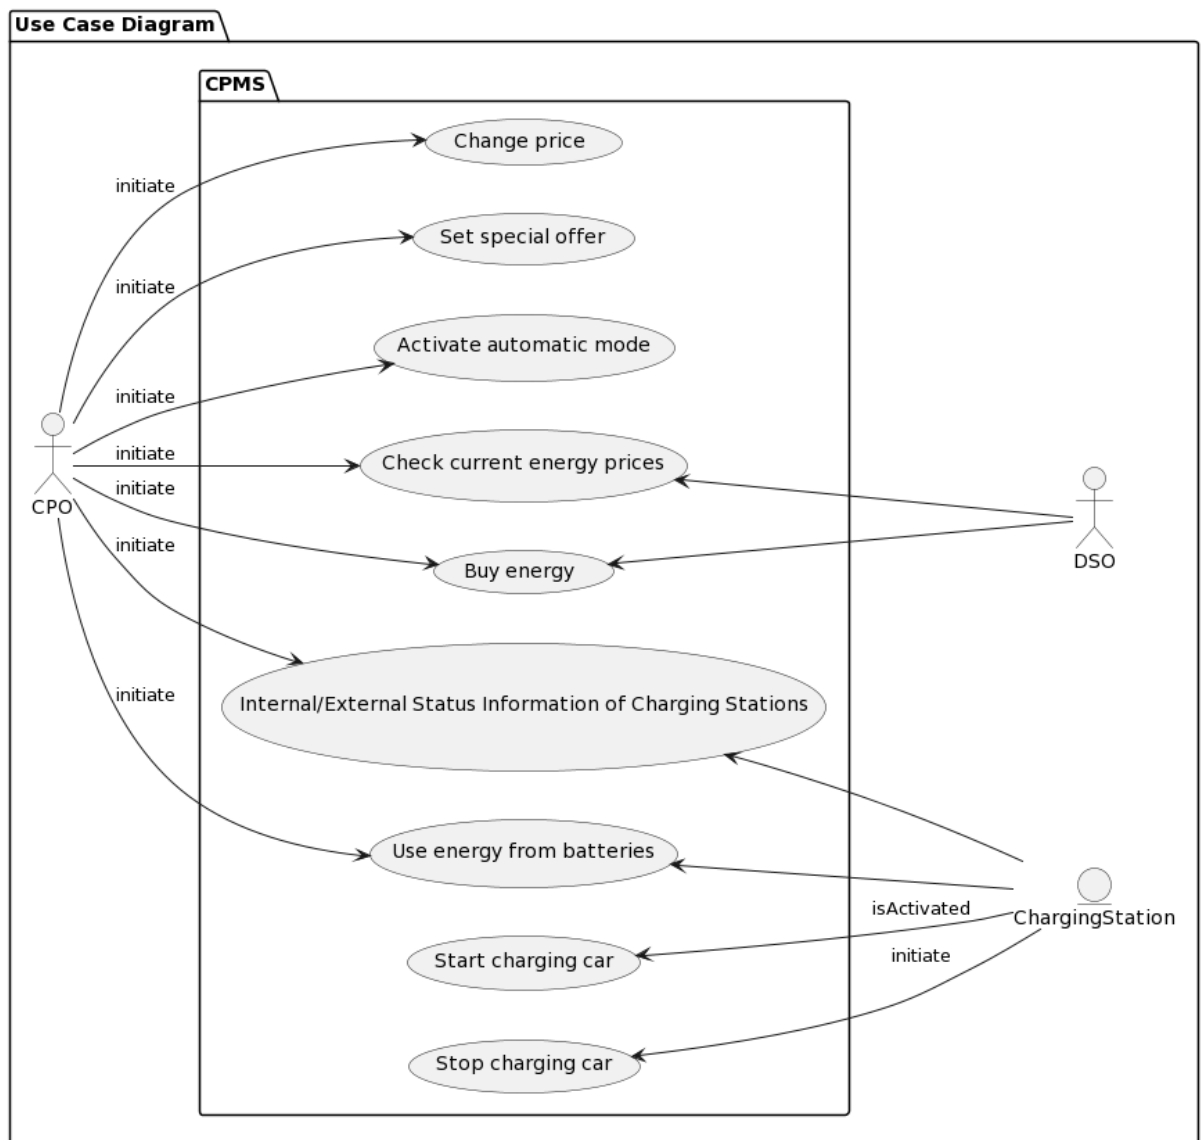 Use Case Diagram
CPMS
Change price
initiate
Set special offer
initiate
Activate automatic mode
initiate
initiate
Check current energy prices
initiate
CPO
DSO
Buy energy
initiate
Internal/External Status Information of Charging Stations
initiate
Use energy from batteries
isActivated
ChargingStation
Start charging car
initiate
Stop charging car